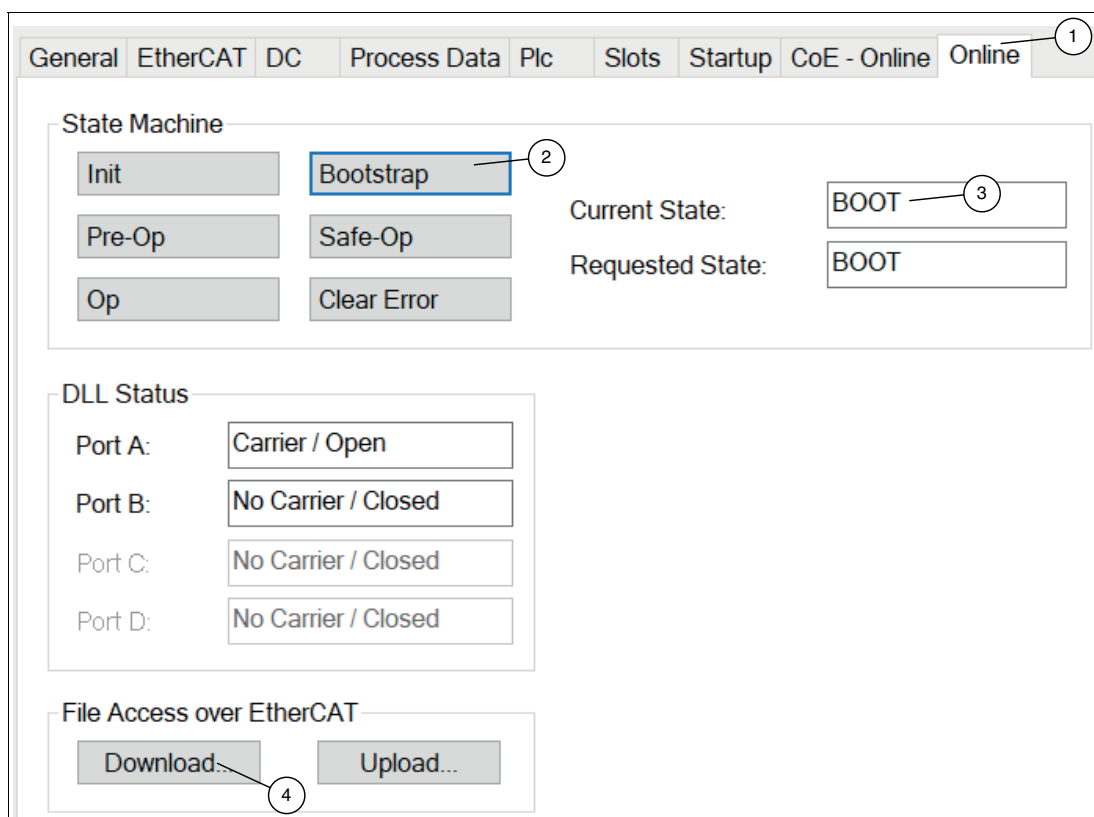 General EtherCAT DC Process Data Plc Slots Startup CoE - Online Online 1
State Machine
Init Bootstrap 2
Current State: BOOT 3
Pre-Op Safe-Op
Requested State: BOOT
Op Clear Error
DLL Status
Port A: Carrier / Open
Port B: No Carrier / Closed
Port C: No Carrier / Closed
Port D: No Carrier / Closed
File Access over EtherCAT
Download... Upload...
4